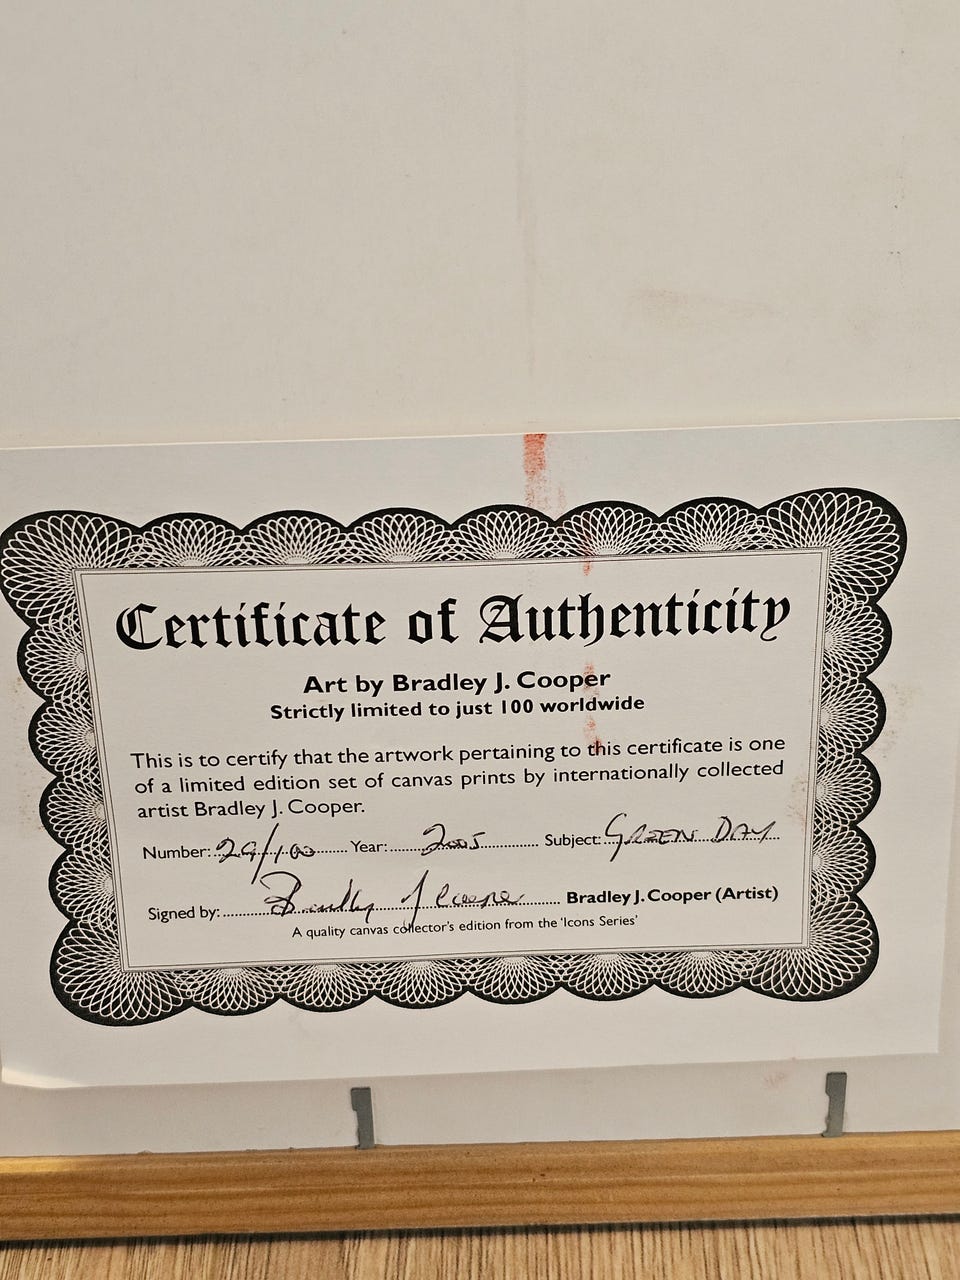 Certificate of Authenticity
Art by Bradley J. Cooper
Strictly limited to just 100 worldwide
This is to certify that the artwork pertaining to this certificate is one
of a limited edition set of canvas prints by internationally collected
artist Bradley J. Cooper.
Number: 29/100 Year: 2005 Subject: GREEN DAY
Signed by: Bradley J Cooper Bradley J. Cooper (Artist)
A quality canvas collector's edition from the 'Icons Series'